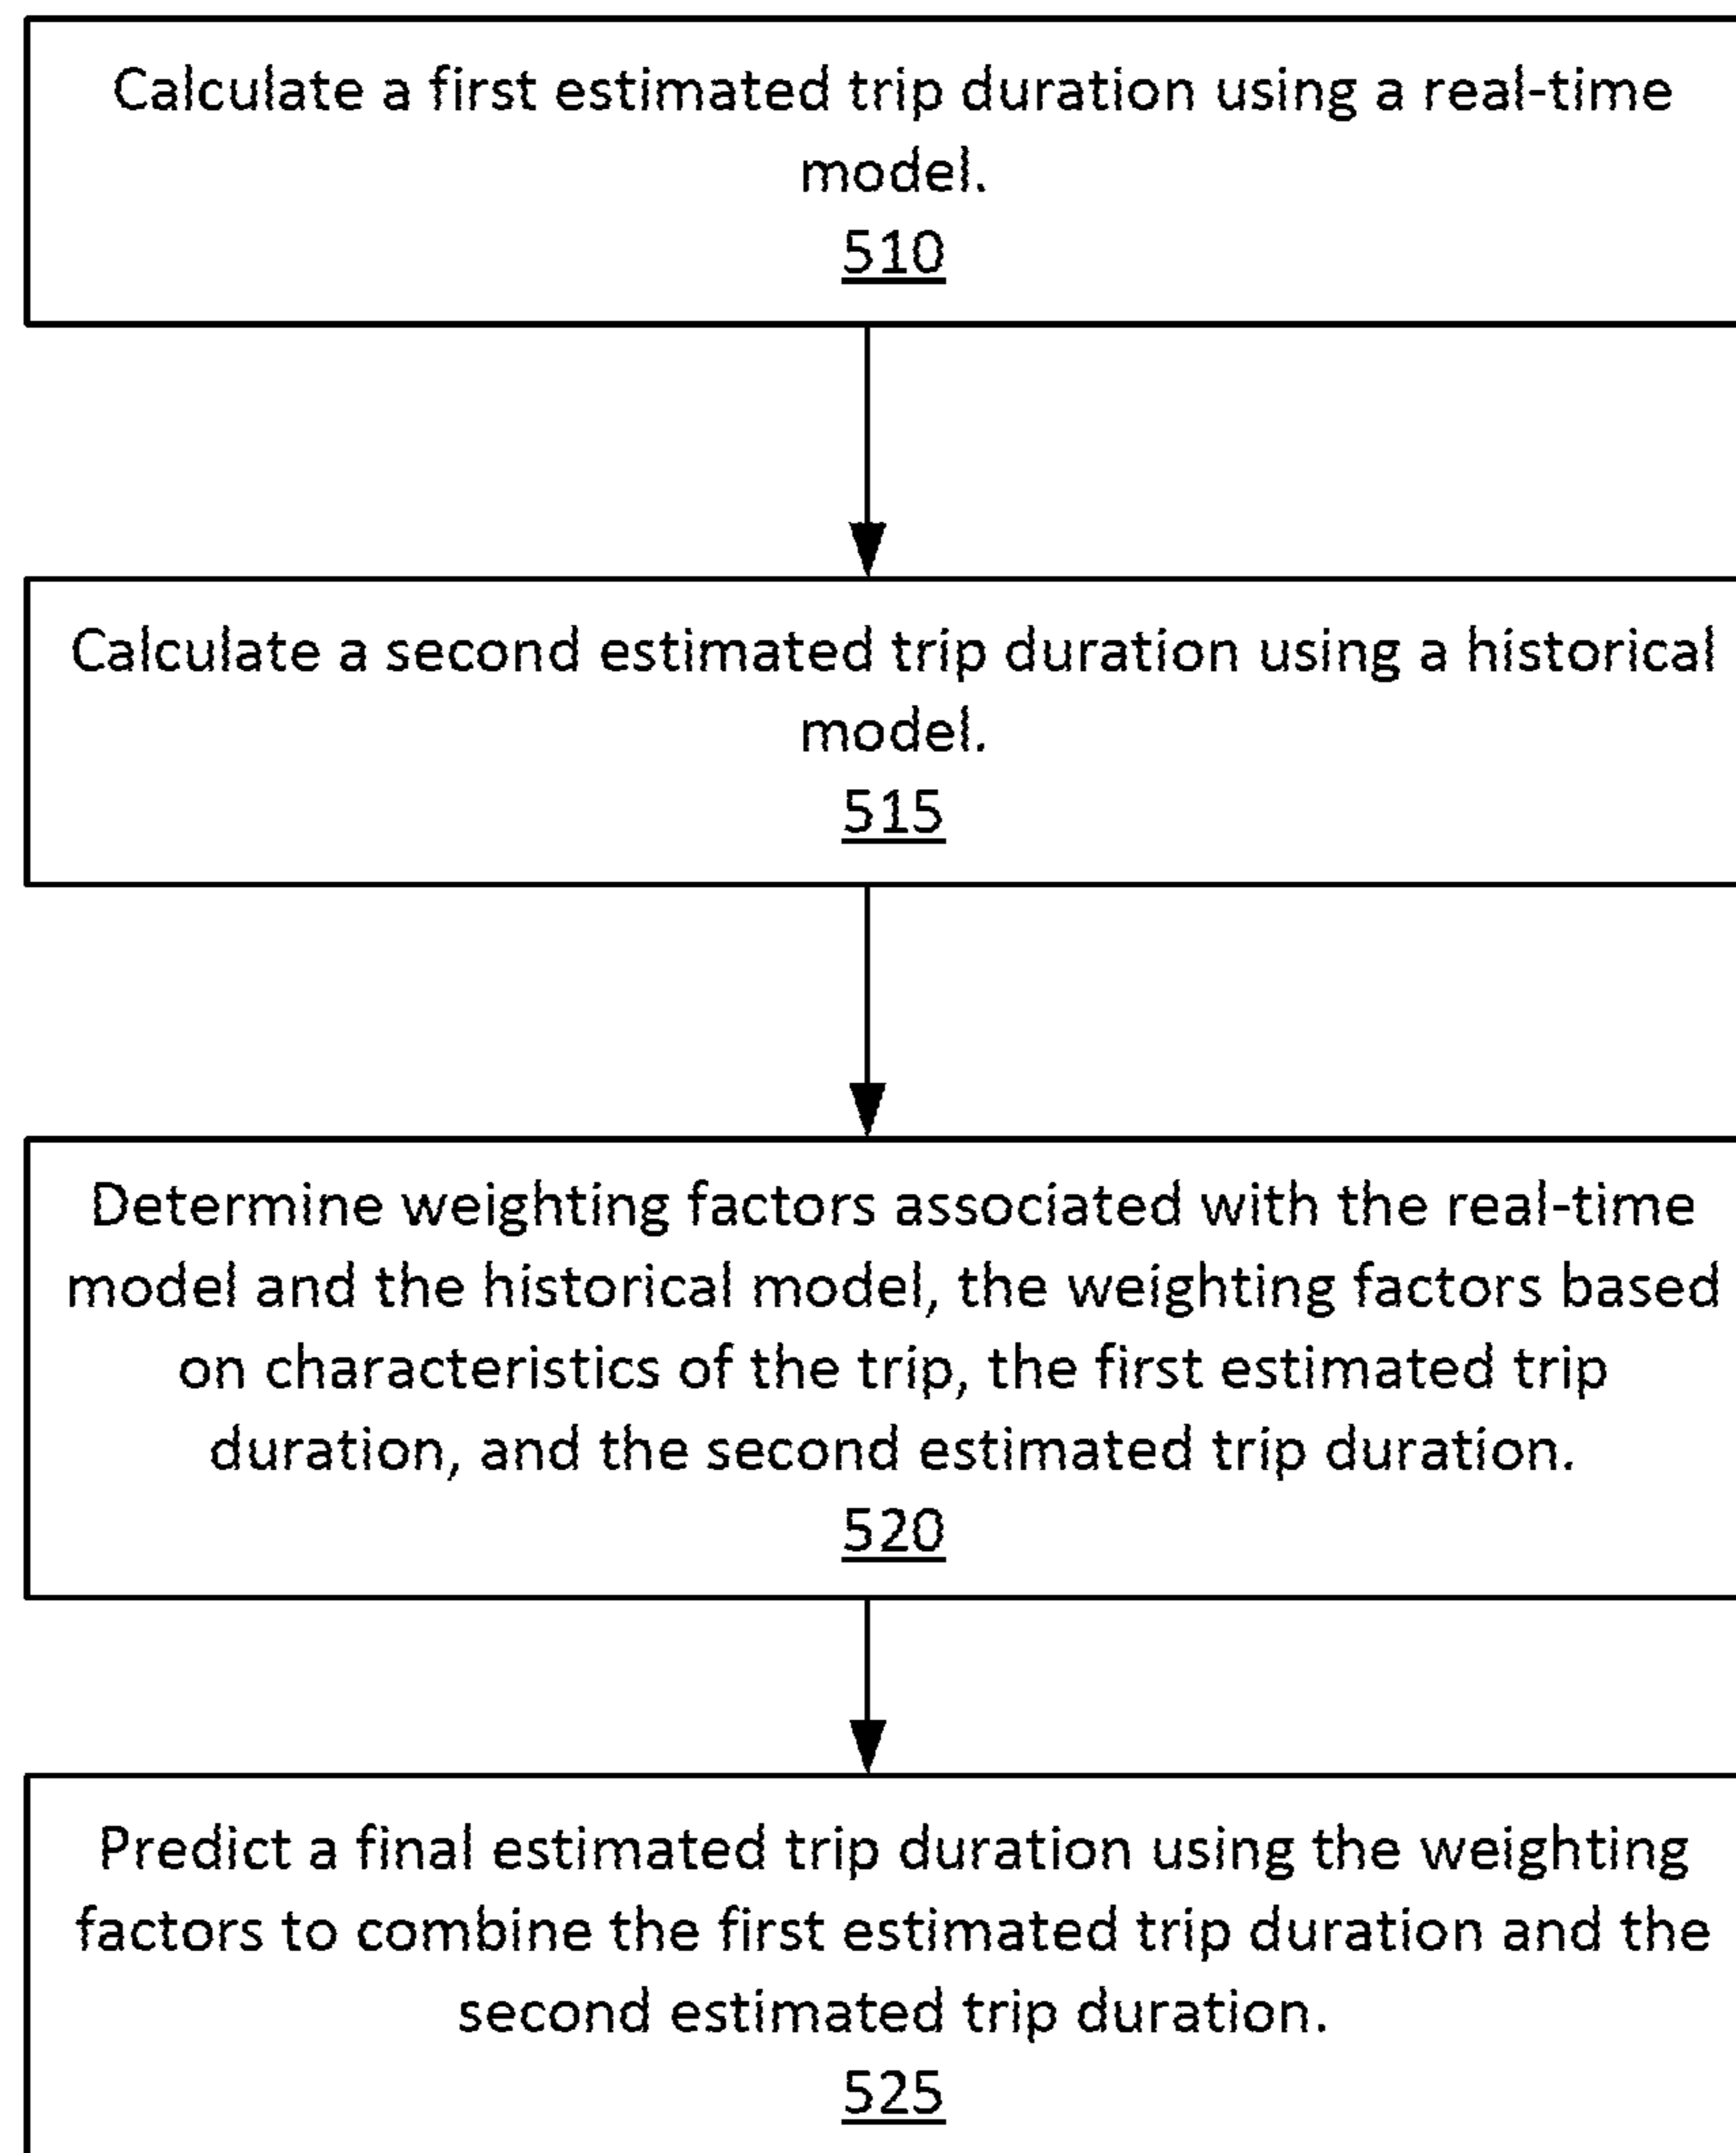 Calculate a first estimated trip duration using a real-time
model.
510
Calculate a second estimated trip duration using a historical
model.
515
Determine weighting factors associated with the real-time
model and the historical model, the weighting factors based
on characteristics of the trip, the first estimated trip
duration, and the second estimated trip duration.
520
Predict a final estimated trip duration using the weighting
factors to combine the first estimated trip duration and the
second estimated trip duration.
525